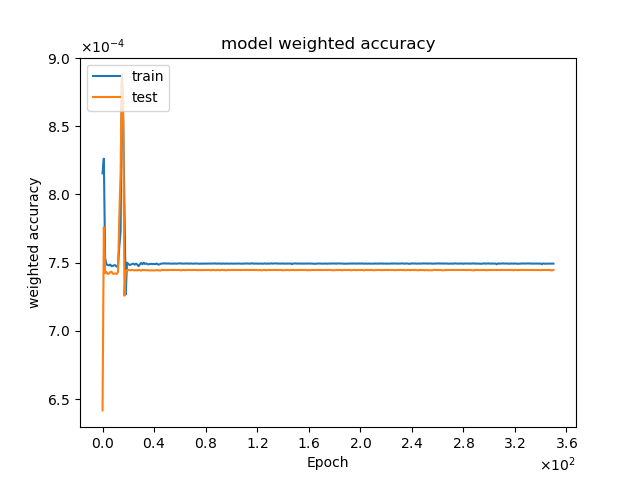 model weighted accuracy
×10⁻⁴
9.0
8.5
8.0
7.5
7.0
6.5
weighted accuracy
train
test
0.0 0.4 0.8 1.2 1.6 2.0 2.4 2.8 3.2 3.6
Epoch
×10²